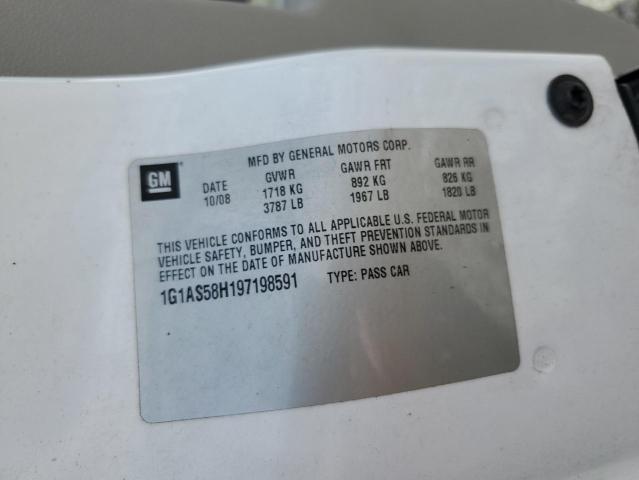 MFD BY GENERAL MOTORS CORP.
GM DATE GVWR GAWR FRT GAWR RR
10/08 1718 KG 892 KG 826 KG
3787 LB 1967 LB 1820 LB
THIS VEHICLE CONFORMS TO ALL APPLICABLE U.S. FEDERAL MOTOR
VEHICLE SAFETY, BUMPER, AND THEFT PREVENTION STANDARDS IN
EFFECT ON THE DATE OF MANUFACTURE SHOWN ABOVE.
1G1AS58H197198591 TYPE: PASS CAR